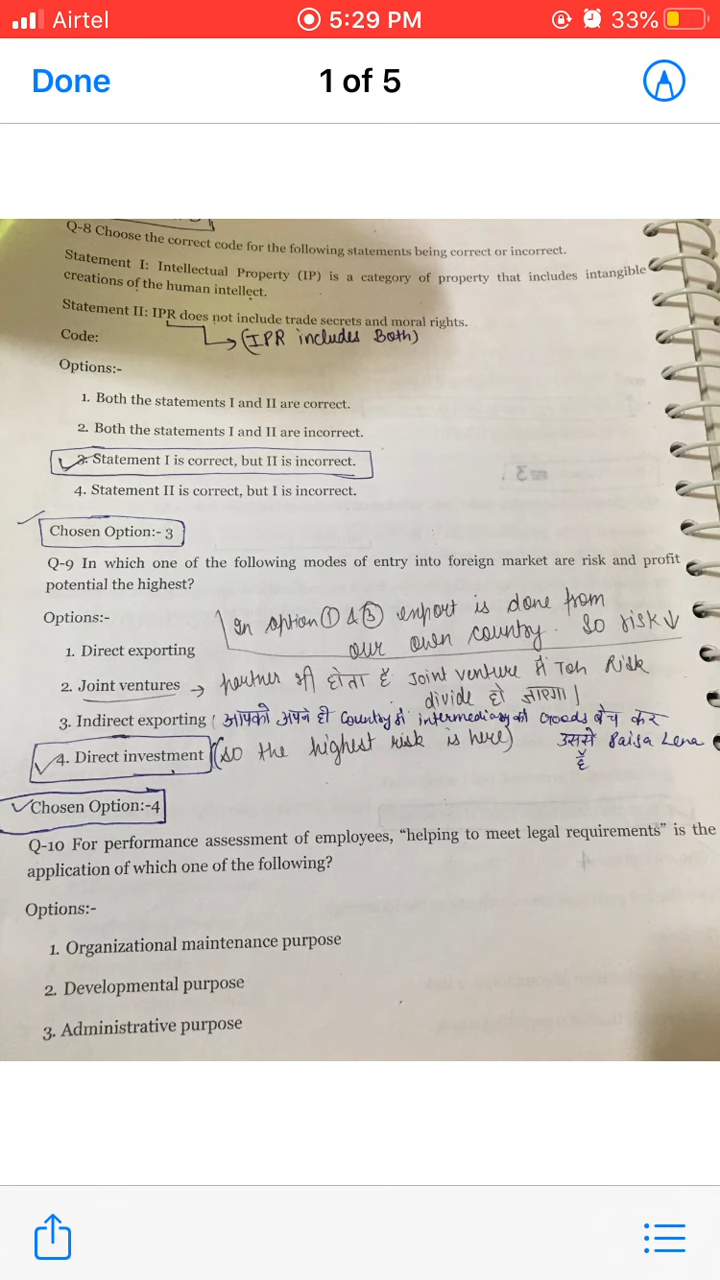 Airtel
5:29 PM
33%
Done
1 of 5
Q-8 Choose the correct code for the following statements being correct or incorrect.
Statement I: Intellectual Property (IP) is a category of property that includes intangible
creations of the human intellect.
Statement II: IPR does not include trade secrets and moral rights.
Code:
(IPR includes Both)
Options:-
1. Both the statements I and II are correct.
2. Both the statements I and II are incorrect.
3. Statement I is correct, but II is incorrect.
4. Statement II is correct, but I is incorrect.
Chosen Option:- 3
Q-9 In which one of the following modes of entry into foreign market are risk and profit
potential the highest?
Options:-
In option ① & ③ export is done from
our own country. So risk↓
1. Direct exporting
2. Joint ventures → partner भी होता है Joint venture में Toh Risk
divide हो जाएगा।
3. Indirect exporting (आपको अपने ही Country के intermediary को Goods बेच कर
उससे Paisa Lena
है
4. Direct investment (so the highest risk is here)
Chosen Option:-4
Q-10 For performance assessment of employees, “helping to meet legal requirements” is the
application of which one of the following?
Options:-
1. Organizational maintenance purpose
2. Developmental purpose
3. Administrative purpose